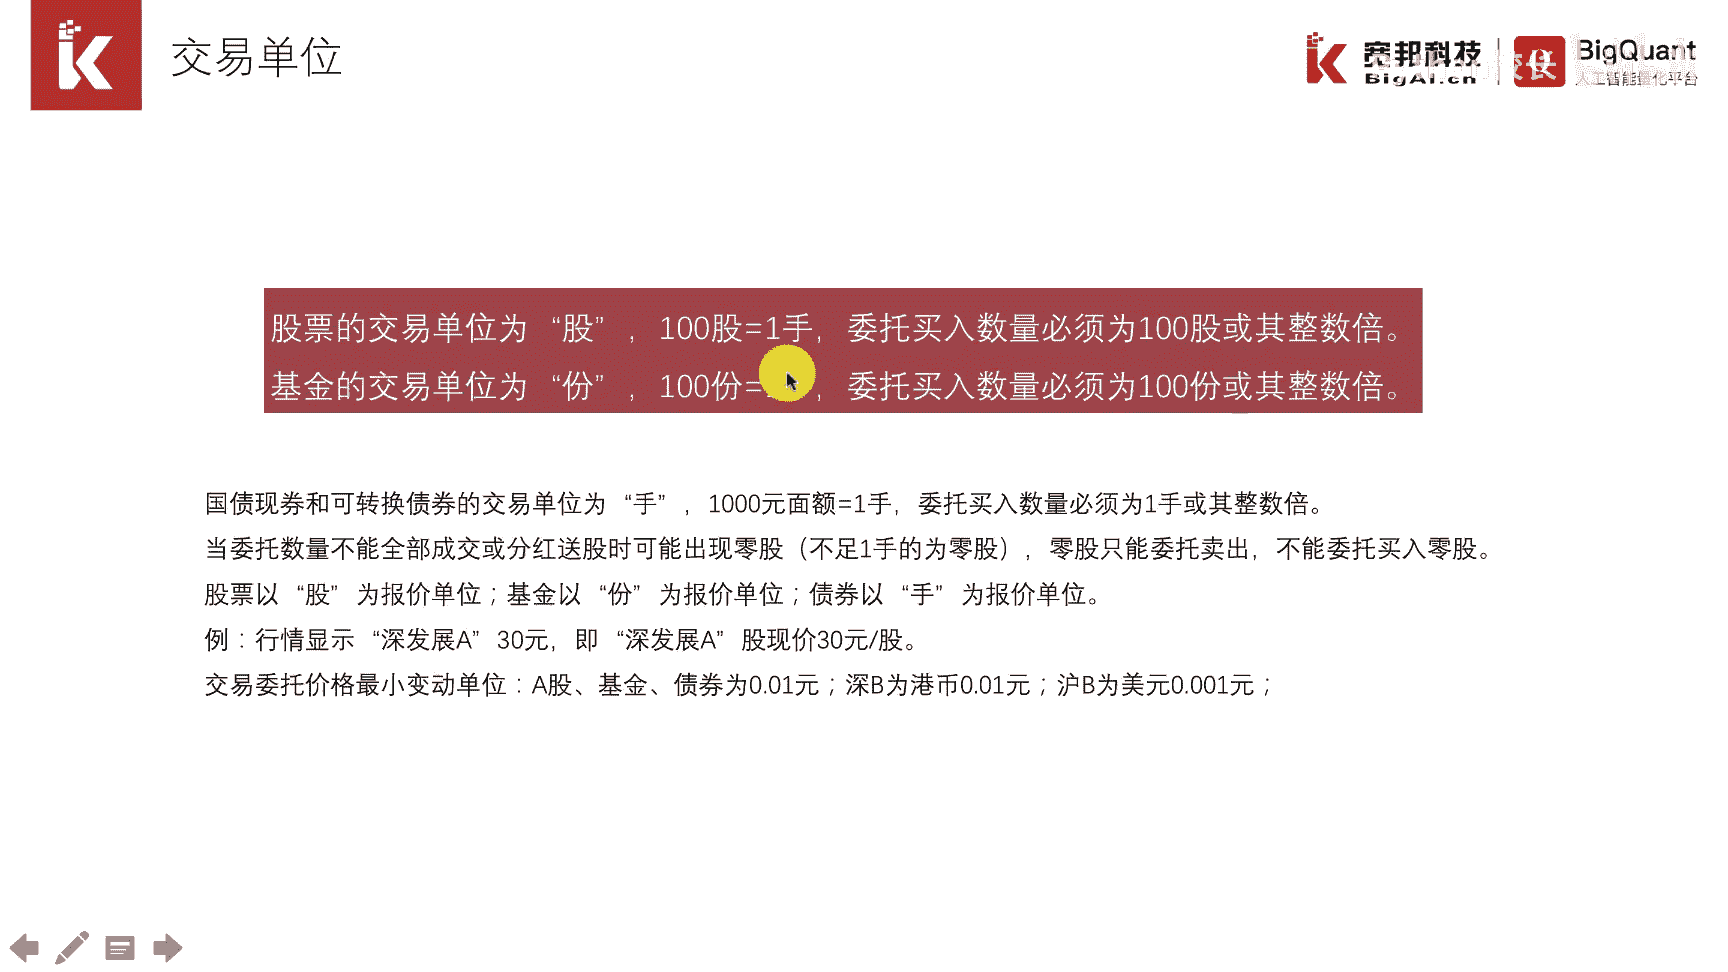 交易单位
宽邦科技
BigAI.cn
BigQuant
人工智能量化平台
股票的交易单位为“股”，100股=1手，委托买入数量必须为100股或其整数倍。
基金的交易单位为“份”，100份= ，委托买入数量必须为100份或其整数倍。
国债现券和可转换债券的交易单位为“手”，1000元面额=1手，委托买入数量必须为1手或其整数倍。
当委托数量不能全部成交或分红送股时可能出现零股（不足1手的为零股），零股只能委托卖出，不能委托买入零股。
股票以“股”为报价单位；基金以“份”为报价单位；债券以“手”为报价单位。
例：行情显示“深发展A”30元，即“深发展A”股现价30元/股。
交易委托价格最小变动单位：A股、基金、债券为0.01元；深B为港币0.01元；沪B为美元0.001元；